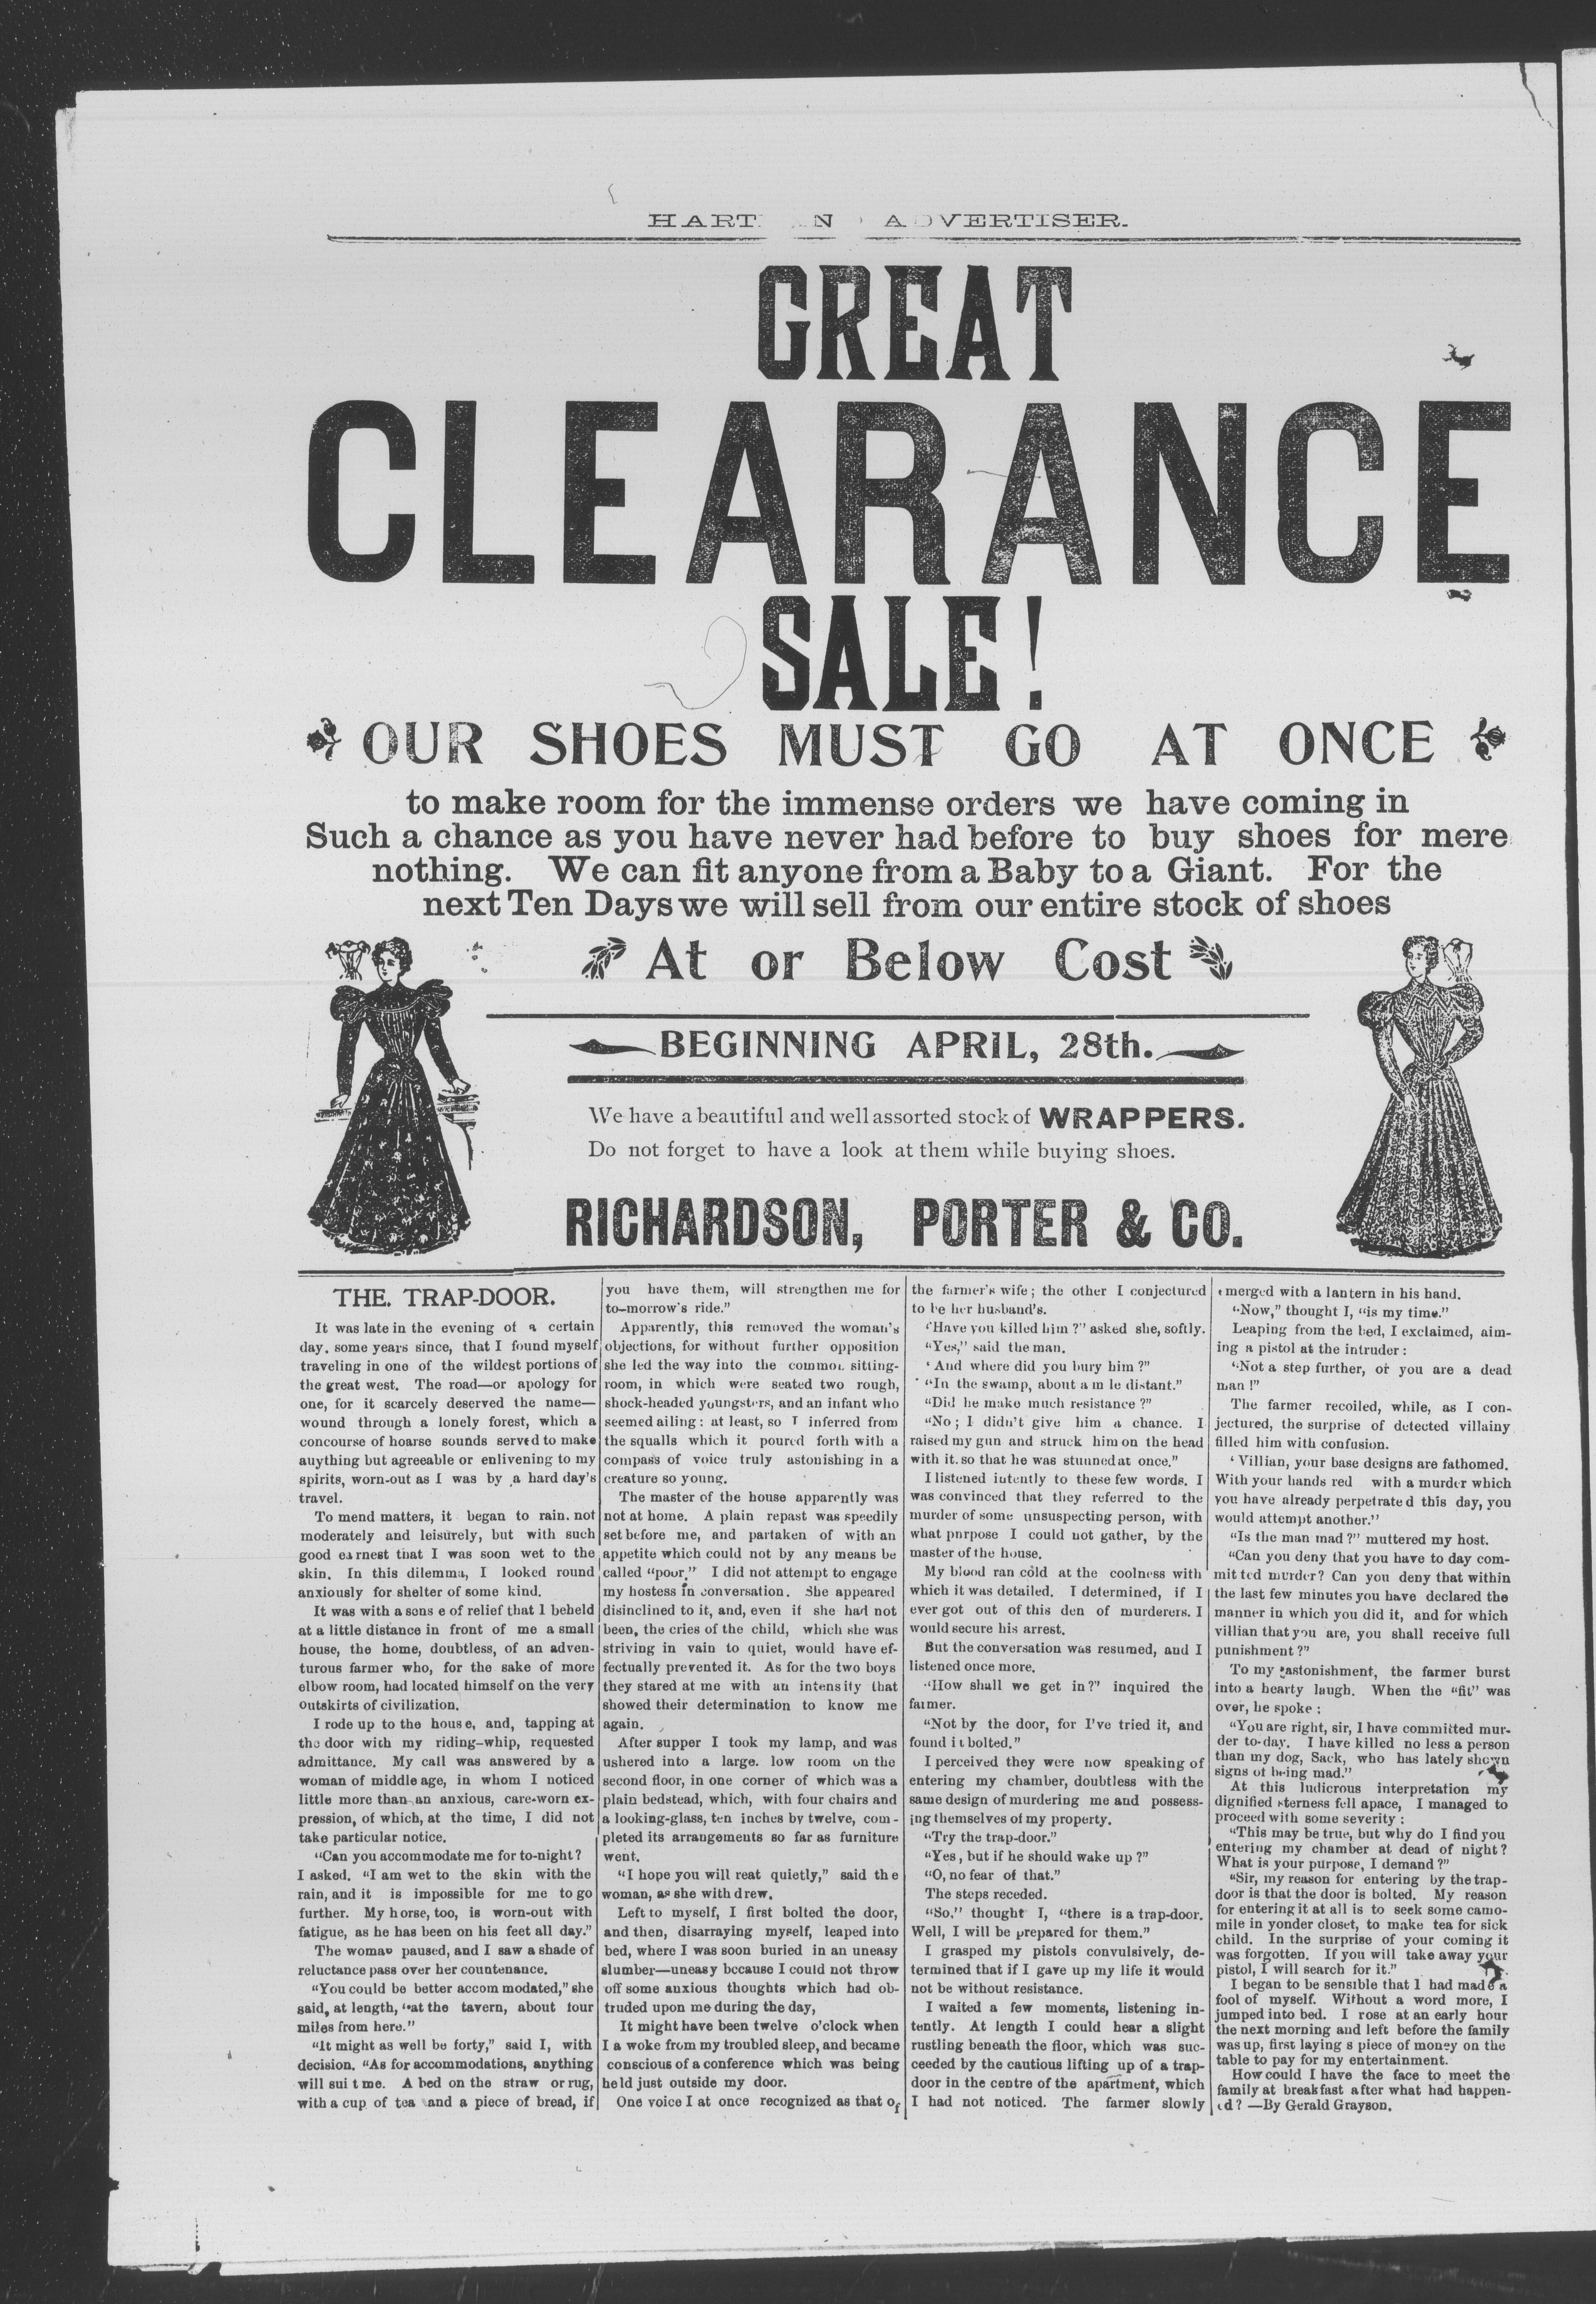 HART AN ADVERTISER.
GREAT
CLEARANCE
SALE!
OUR SHOES MUST GO AT ONCE
to make room for the immense orders we have coming in
Such a chance as you have never had before to buy shoes for mere
nothing. We can fit anyone from a Baby to a Giant. For the
next Ten Days we will sell from our entire stock of shoes
At or Below Cost
BEGINNING APRIL, 28th.
We have a beautiful and well assorted stock of WRAPPERS.
Do not forget to have a look at them while buying shoes.
RICHARDSON, PORTER & CO.
THE. TRAP-DOOR.
It was late in the evening of a certain
day. some years since, that I found myself
traveling in one of the wildest portions of
the great west. The road—or apology for
one, for it scarcely deserved the name—
wound through a lonely forest, which a
concourse of hoarse sounds served to make
anything but agreeable or enlivening to my
spirits, worn-out as I was by a hard day's
travel.
To mend matters, it began to rain. not
moderately and leisurely, but with such
good earnest that I was soon wet to the
skin. In this dilemma, I looked round
anxiously for shelter of some kind.
It was with a sens e of relief that I beheld
at a little distance in front of me a small
house, the home, doubtless, of an adven-
turous farmer who, for the sake of more
elbow room, had located himself on the very
outskirts of civilization.
I rode up to the house, and, tapping at
the door with my riding-whip, requested
admittance. My call was answered by a
woman of middle age, in whom I noticed
little more than an anxious, care-worn ex-
pression, of which, at the time, I did not
take particular notice.
"Can you accommodate me for to-night?
I asked. "I am wet to the skin with the
rain, and it is impossible for me to go
further. My horse, too, is worn-out with
fatigue, as he has been on his feet all day."
The woman paused, and I saw a shade of
reluctance pass over her countenance.
"You could be better accom modated," she
said, at length, "at the tavern, about four
miles from here."
"It might as well be forty," said I, with
decision. "As for accommodations, anything
will sui t me. A bed on the straw or rug,
with a cup of tea and a piece of bread, if
you have them, will strengthen me for
to-morrow's ride."
Apparently, this removed the woman's
objections, for without further opposition
she led the way into the common sitting-
room, in which were seated two rough,
shock-headed youngsters, and an infant who
seemed ailing: at least, so I inferred from
the squalls which it poured forth with a
compass of voice truly astonishing in a
creature so young.
The master of the house apparently was
not at home. A plain repast was speedily
set before me, and partaken of with an
appetite which could not by any means be
called "poor." I did not attempt to engage
my hostess in conversation. She appeared
disinclined to it, and, even if she had not
been, the cries of the child, which she was
striving in vain to quiet, would have ef-
fectually prevented it. As for the two boys
they stared at me with an intensity that
showed their determination to know me
again.
After supper I took my lamp, and was
ushered into a large. low room on the
second floor, in one corner of which was a
plain bedstead, which, with four chairs and
a looking-glass, ten inches by twelve, com-
pleted its arrangements so far as furniture
went.
"I hope you will reat quietly," said the
woman, as she with drew.
Left to myself, I first bolted the door,
and then, disarraying myself, leaped into
bed, where I was soon buried in an uneasy
slumber—uneasy because I could not throw
off some anxious thoughts which had ob-
truded upon me during the day,
It might have been twelve o'clock when
I a woke from my troubled sleep, and became
conscious of a conference which was being
held just outside my door.
One voice I at once recognized as that of
the farmer's wife; the other I conjectured
to be her husband's.
"Have you killed him?" asked she, softly.
"Yes," said the man.
'And where did you bury him?"
"In the swamp, about a m le distant."
"Did he make much resistance?"
"No; I didn't give him a chance. I
raised my gun and struck him on the head
with it. so that he was stunned at once."
I listened intently to these few words. I
was convinced that they referred to the
murder of some unsuspecting person, with
what pnrpose I could not gather, by the
master of the house.
My blood ran cold at the coolness with
which it was detailed. I determined, if I
ever got out of this den of murderers. I
would secure his arrest.
But the conversation was resumed, and I
listened once more.
"How shall we get in?" inquired the
farmer.
"Not by the door, for I've tried it, and
found it bolted."
I perceived they were now speaking of
entering my chamber, doubtless with the
same design of murdering me and possess-
ing themselves of my property.
"Try the trap-door."
"Yes, but if he should wake up?"
"O, no fear of that."
The steps receded.
"So," thought I, "there is a trap-door.
Well, I will be prepared for them."
I grasped my pistols convulsively, de-
termined that if I gave up my life it would
not be without resistance.
I waited a few moments, listening in-
tently. At length I could hear a slight
rustling beneath the floor, which was suc-
ceeded by the cautious lifting up of a trap-
door in the centre of the apartment, which
I had not noticed. The farmer slowly
emerged with a lantern in his hand.
"Now," thought I, "is my time."
Leaping from the bed, I exclaimed, aim-
ing a pistol at the intruder:
"Not a step further, or you are a dead
man!"
The farmer recoiled, while, as I con-
jectured, the surprise of detected villainy
filled him with confusion.
'Villian, your base designs are fathomed.
With your hands red with a murder which
you have already perpetrated this day, you
would attempt another."
"Is the man mad?" muttered my host.
"Can you deny that you have to day com-
mit ted murder? Can you deny that within
the last few minutes you have declared the
manner in which you did it, and for which
villian that you are, you shall receive full
punishment?"
To my astonishment, the farmer burst
into a hearty laugh. When the "fit" was
over, he spoke:
"You are right, sir, I have committed mur-
der to-day. I have killed no less a person
than my dog, Sack, who has lately shown
signs of being mad."
At this ludicrous interpretation my
dignified sterness fell apace, I managed to
proceed with some severity:
"This may be true, but why do I find you
entering my chamber at dead of night?
What is your purpose, I demand?"
"Sir, my reason for entering by the trap-
door is that the door is bolted. My reason
for entering it at all is to seek some camo-
mile in yonder closet, to make tea for sick
child. In the surprise of your coming it
was forgotten. If you will take away your
pistol, I will search for it."
I began to be sensible that I had made a
fool of myself. Without a word more, I
jumped into bed. I rose at an early hour
the next morning and left before the family
was up, first laying s piece of money on the
table to pay for my entertainment.
How could I have the face to meet the
family at breakfast after what had happen-
ed? —By Gerald Grayson.